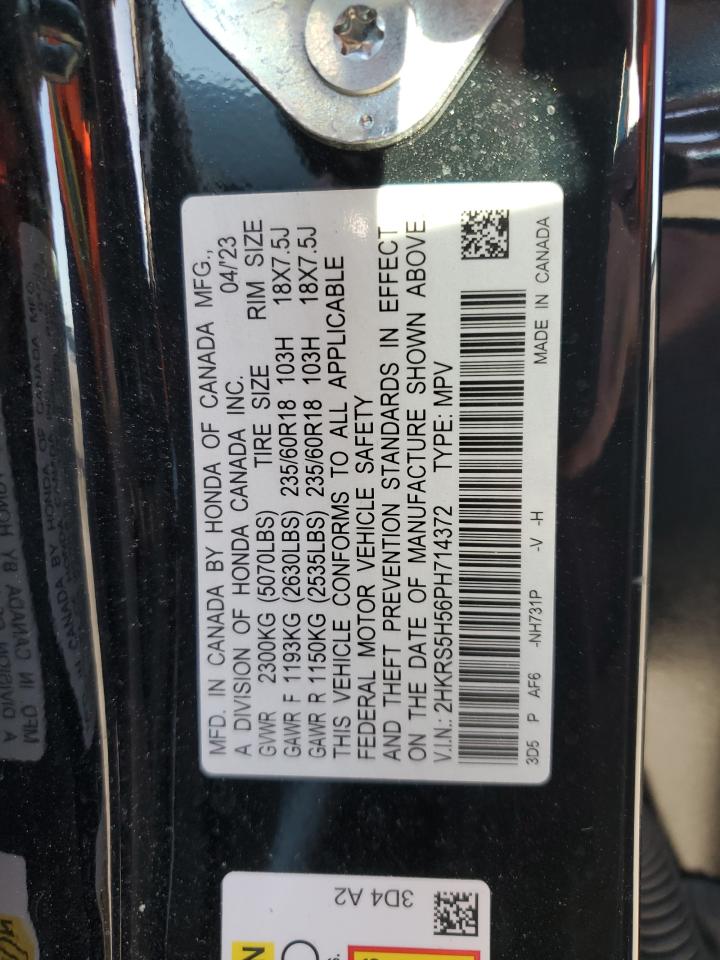 MFD. IN CANADA BY HONDA OF CANADA MFG.,
A DIVISION OF HONDA CANADA INC. 04/'23
GVWR 2300KG (5070LBS) TIRE SIZE RIM SIZE
GAWR F 1193KG (2630LBS) 235/60R18 103H 18X7.5J
GAWR R 1150KG (2535LBS) 235/60R18 103H 18X7.5J
THIS VEHICLE CONFORMS TO ALL APPLICABLE
FEDERAL MOTOR VEHICLE SAFETY
AND THEFT PREVENTION STANDARDS IN EFFECT
ON THE DATE OF MANUFACTURE SHOWN ABOVE.
V.I.N.: 2HKRS5H56PH714372 TYPE: MPV
3D5 P AF6 -NH731P -V -H MADE IN CANADA
3D4 A2